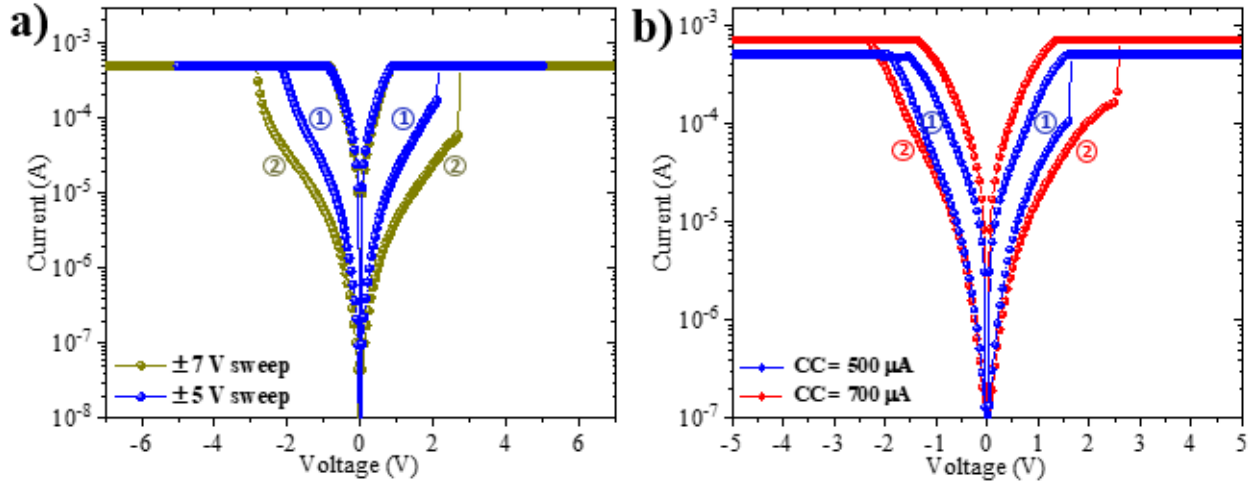 a)
10⁻³
10⁻⁴
10⁻⁵
10⁻⁶
10⁻⁷
10⁻⁸
Current (A)
① ①
② ②
± 7 V sweep
± 5 V sweep
-6 -4 -2 0 2 4 6
Voltage (V)
b)
10⁻³
10⁻⁴
10⁻⁵
10⁻⁶
10⁻⁷
Current (A)
① ①
② ②
CC = 500 µA
CC = 700 µA
-5 -4 -3 -2 -1 0 1 2 3 4 5
Voltage (V)